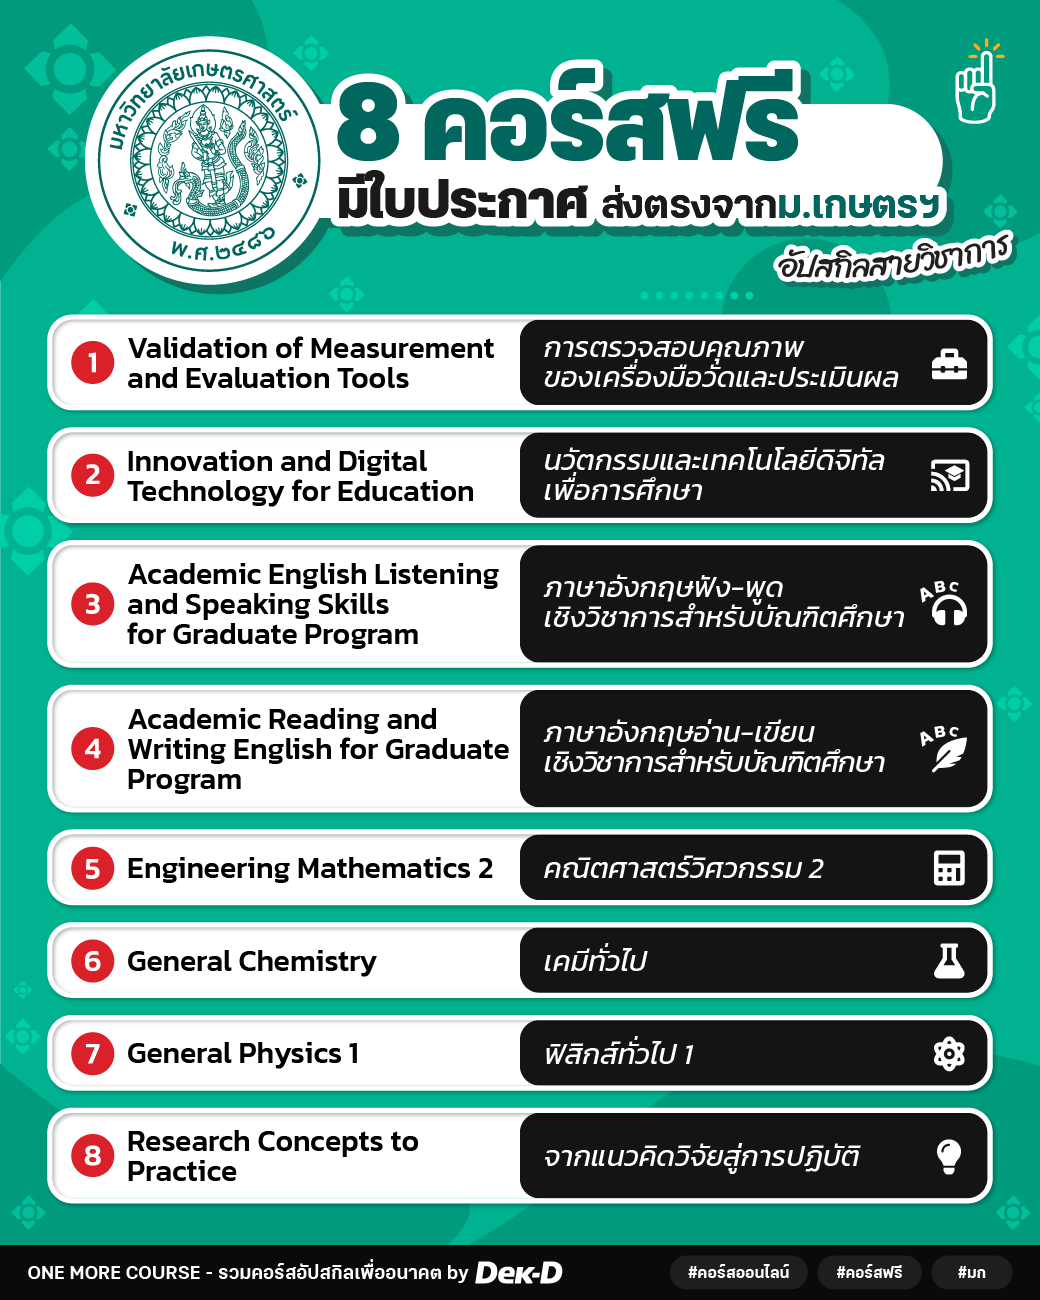 มหาวิทยาลัยเกษตรศาสตร์
พ.ศ.๒๔๘๖
8 คอร์สฟรี
มีใบประกาศ ส่งตรงจากม.เกษตรฯ
อัปสกิลสายวิชาการ
1
Validation of Measurement
and Evaluation Tools
การตรวจสอบคุณภาพ
ของเครื่องมือวัดและประเมินผล
2
Innovation and Digital
Technology for Education
นวัตกรรมและเทคโนโลยีดิจิทัล
เพื่อการศึกษา
3
Academic English Listening
and Speaking Skills
for Graduate Program
ภาษาอังกฤษฟัง-พูด
เชิงวิชาการสำหรับบัณฑิตศึกษา
ABC
4
Academic Reading and
Writing English for Graduate
Program
ภาษาอังกฤษอ่าน-เขียน
เชิงวิชาการสำหรับบัณฑิตศึกษา
ABC
5
Engineering Mathematics 2
คณิตศาสตร์วิศวกรรม 2
6
General Chemistry
เคมีทั่วไป
7
General Physics 1
ฟิสิกส์ทั่วไป 1
8
Research Concepts to
Practice
จากแนวคิดวิจัยสู่การปฏิบัติ
ONE MORE COURSE - รวมคอร์สอัปสกิลเพื่ออนาคต by Dek-D
#คอร์สออนไลน์
#คอร์สฟรี
#มก